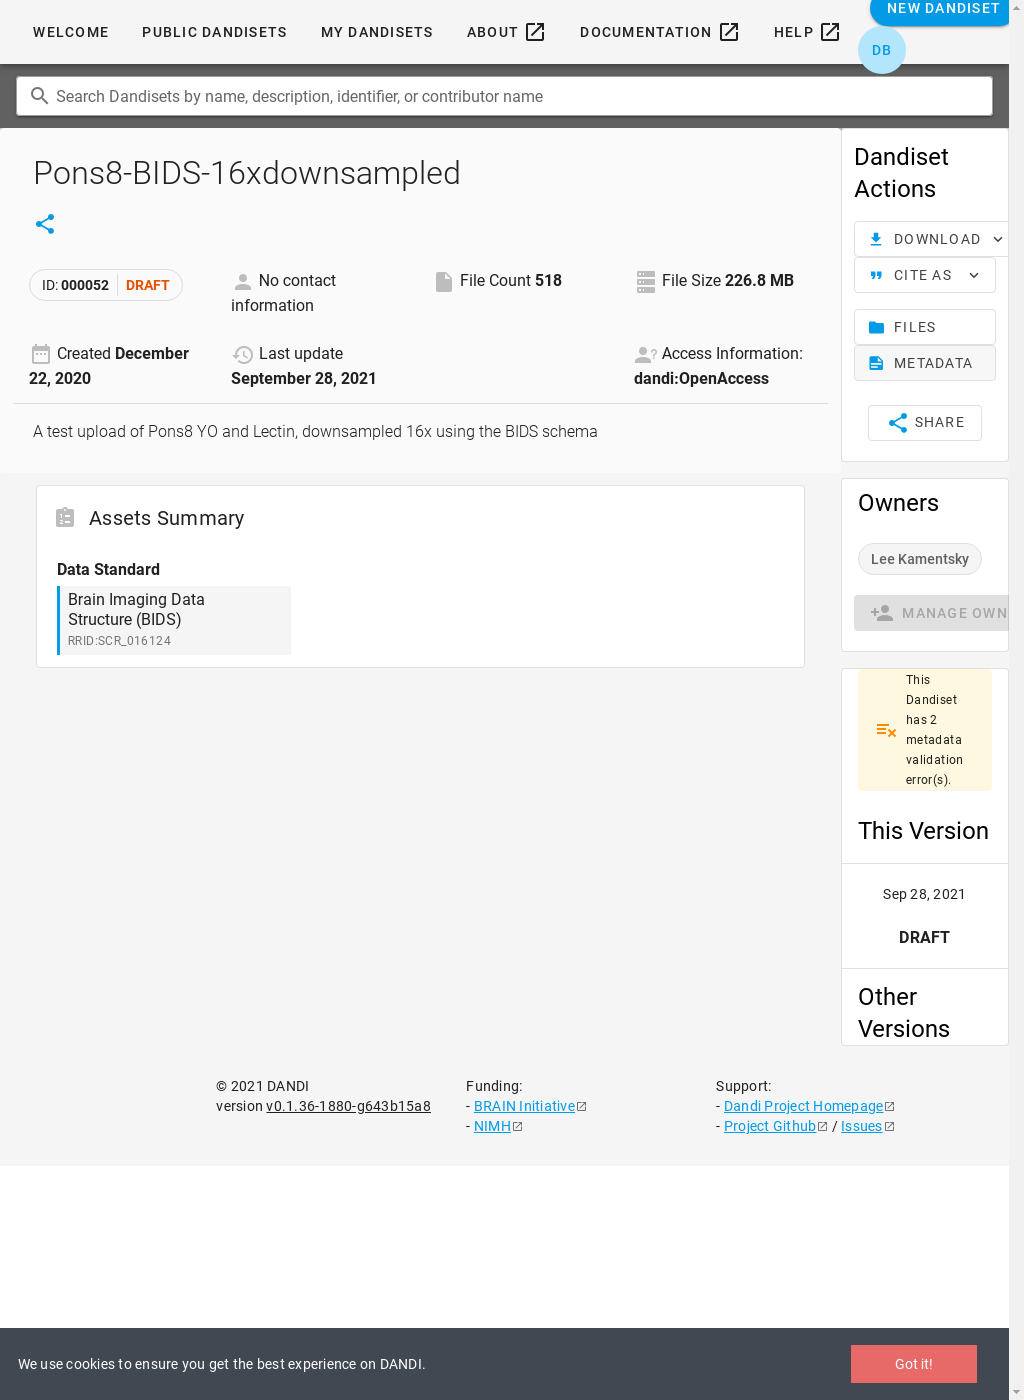 WELCOME PUBLIC DANDISETS MY DANDISETS ABOUT DOCUMENTATION HELP NEW DANDISET
DB
Search Dandisets by name, description, identifier, or contributor name
Pons8-BIDS-16xdownsampled
ID: 000052 DRAFT
No contact
information
File Count 518
File Size 226.8 MB
Created December
22, 2020
Last update
September 28, 2021
Access Information:
dandi:OpenAccess
A test upload of Pons8 YO and Lectin, downsampled 16x using the BIDS schema
Assets Summary
Data Standard
Brain Imaging Data
Structure (BIDS)
RRID:SCR_016124
Dandiset
Actions
DOWNLOAD
CITE AS
FILES
METADATA
SHARE
Owners
Lee Kamentsky
MANAGE OWN
This
Dandiset
has 2
metadata
validation
error(s).
This Version
Sep 28, 2021
DRAFT
Other
Versions
© 2021 DANDI
version v0.1.36-1880-g643b15a8
Funding:
- BRAIN Initiative
- NIMH
Support:
- Dandi Project Homepage
- Project Github / Issues
We use cookies to ensure you get the best experience on DANDI.
Got it!